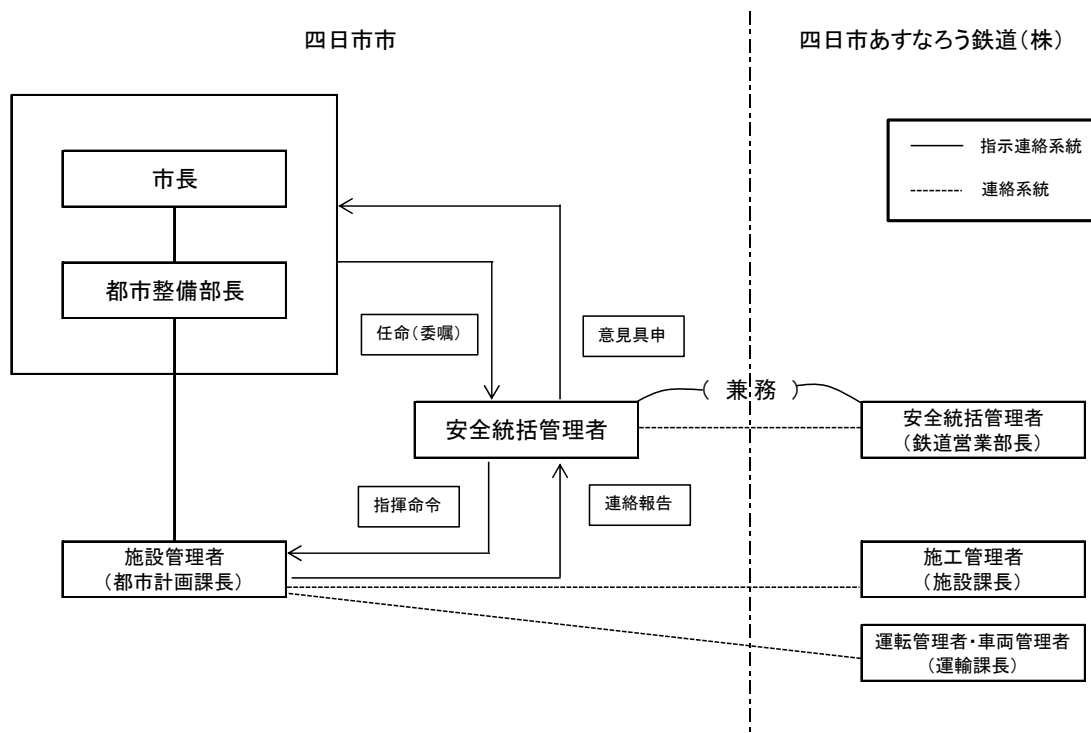 四日市市
四日市あすなろう鉄道(株)
指示連絡系統
連絡系統
市長
都市整備部長
任命(委嘱)
意見具申
(兼務)
安全統括管理者
安全統括管理者
(鉄道営業部長)
指揮命令
連絡報告
施設管理者
(都市計画課長)
施工管理者
(施設課長)
運転管理者・車両管理者
(運輸課長)